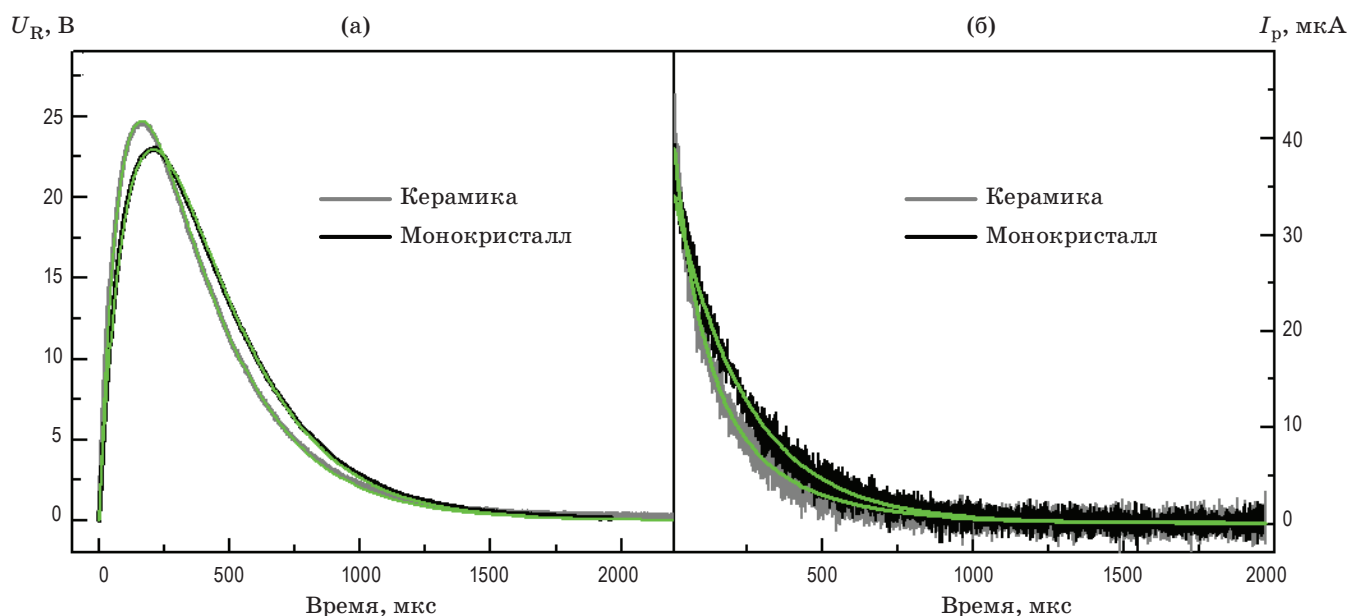 U_R, В (а) (б) I_p, мкА
25
20
15
10
5
0
Керамика
Монокристалл
Керамика
Монокристалл
40
30
20
10
0
0 500 1000 1500 2000 500 1000 1500 2000
Время, мкс Время, мкс